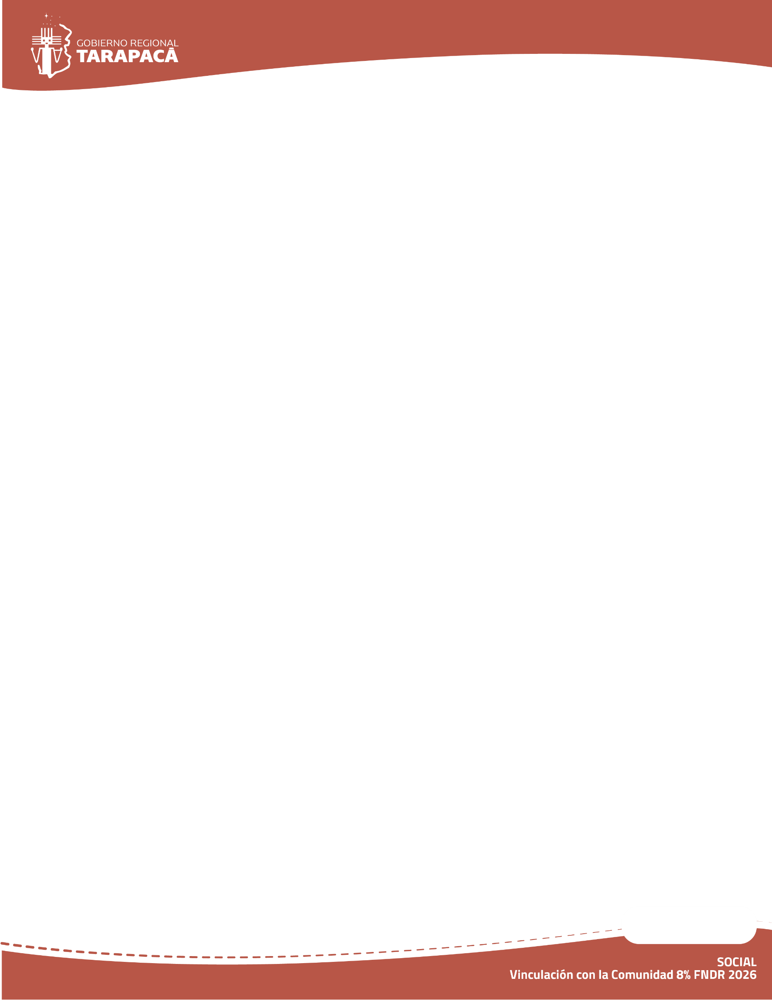 GOBIERNO REGIONAL
TARAPACÁ
SOCIAL
Vinculación con la Comunidad 8% FNDR 2026